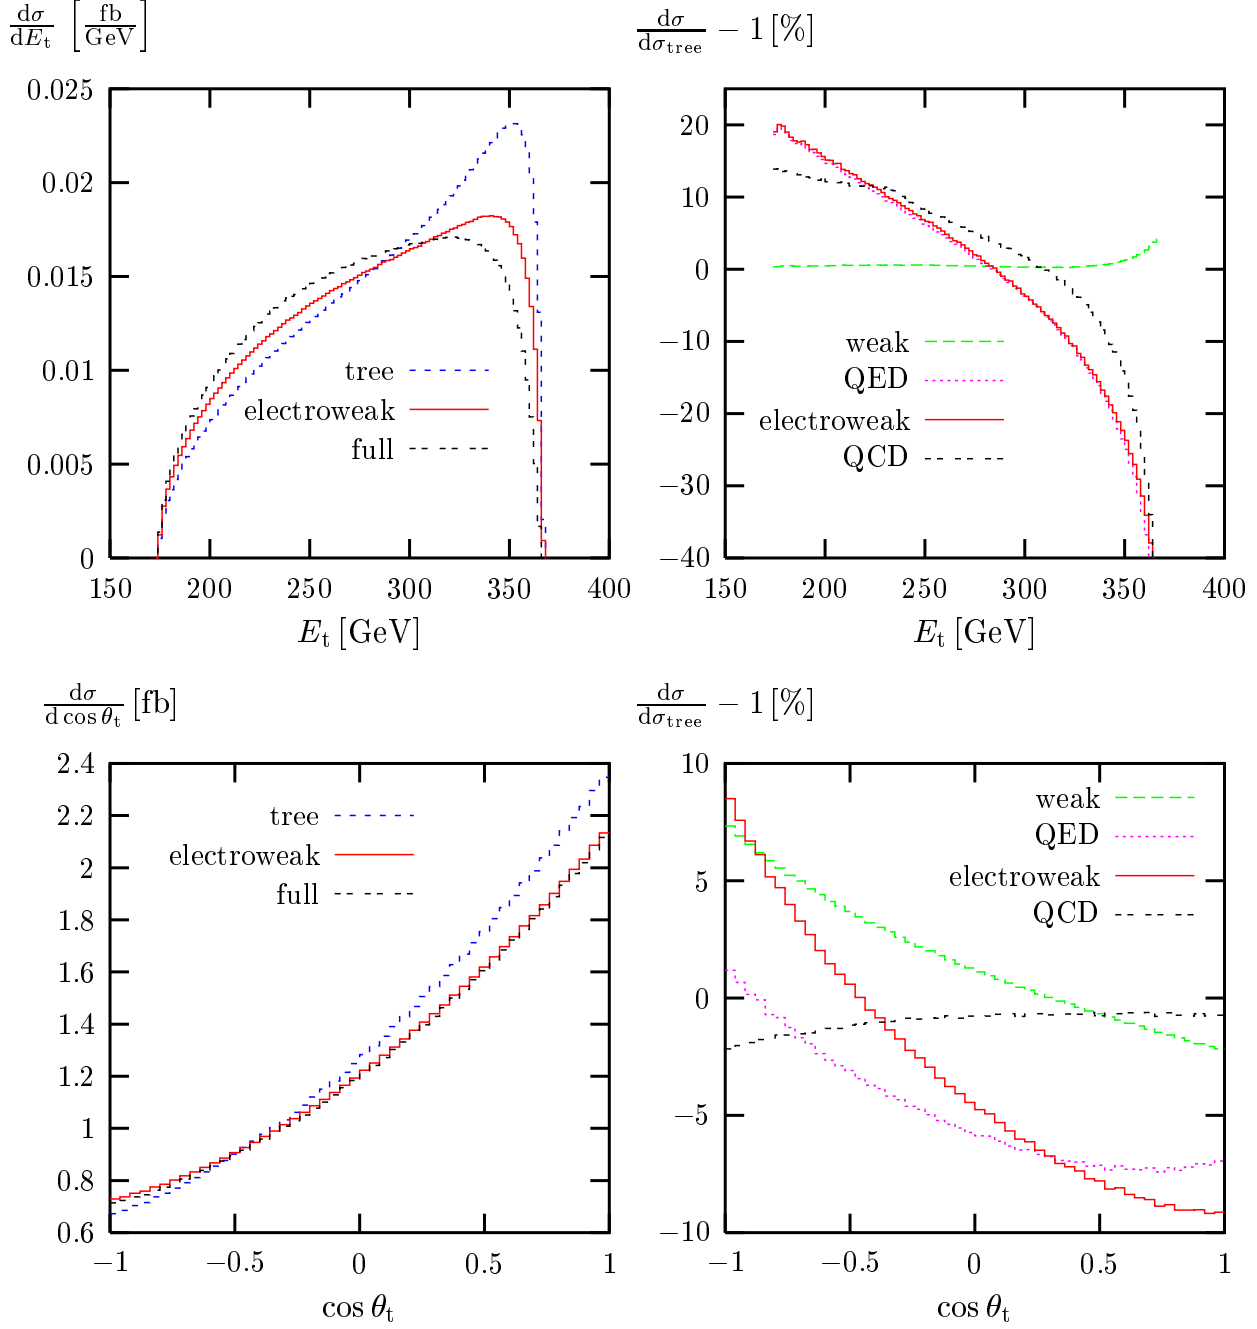 dσ/dE_t [fb/GeV]
0.025
0.02
0.015
0.01
0.005
0
tree
electroweak
full
150 200 250 300 350 400
E_t [GeV]
dσ/dσ_tree − 1 [%]
20
10
0
−10
−20
−30
−40
weak
QED
electroweak
QCD
150 200 250 300 350 400
E_t [GeV]
dσ/d cos θ_t [fb]
2.4
2.2
2
1.8
1.6
1.4
1.2
1
0.8
0.6
tree
electroweak
full
−1 −0.5 0 0.5 1
cos θ_t
dσ/dσ_tree − 1 [%]
10
5
0
−5
−10
weak
QED
electroweak
QCD
−1 −0.5 0 0.5 1
cos θ_t